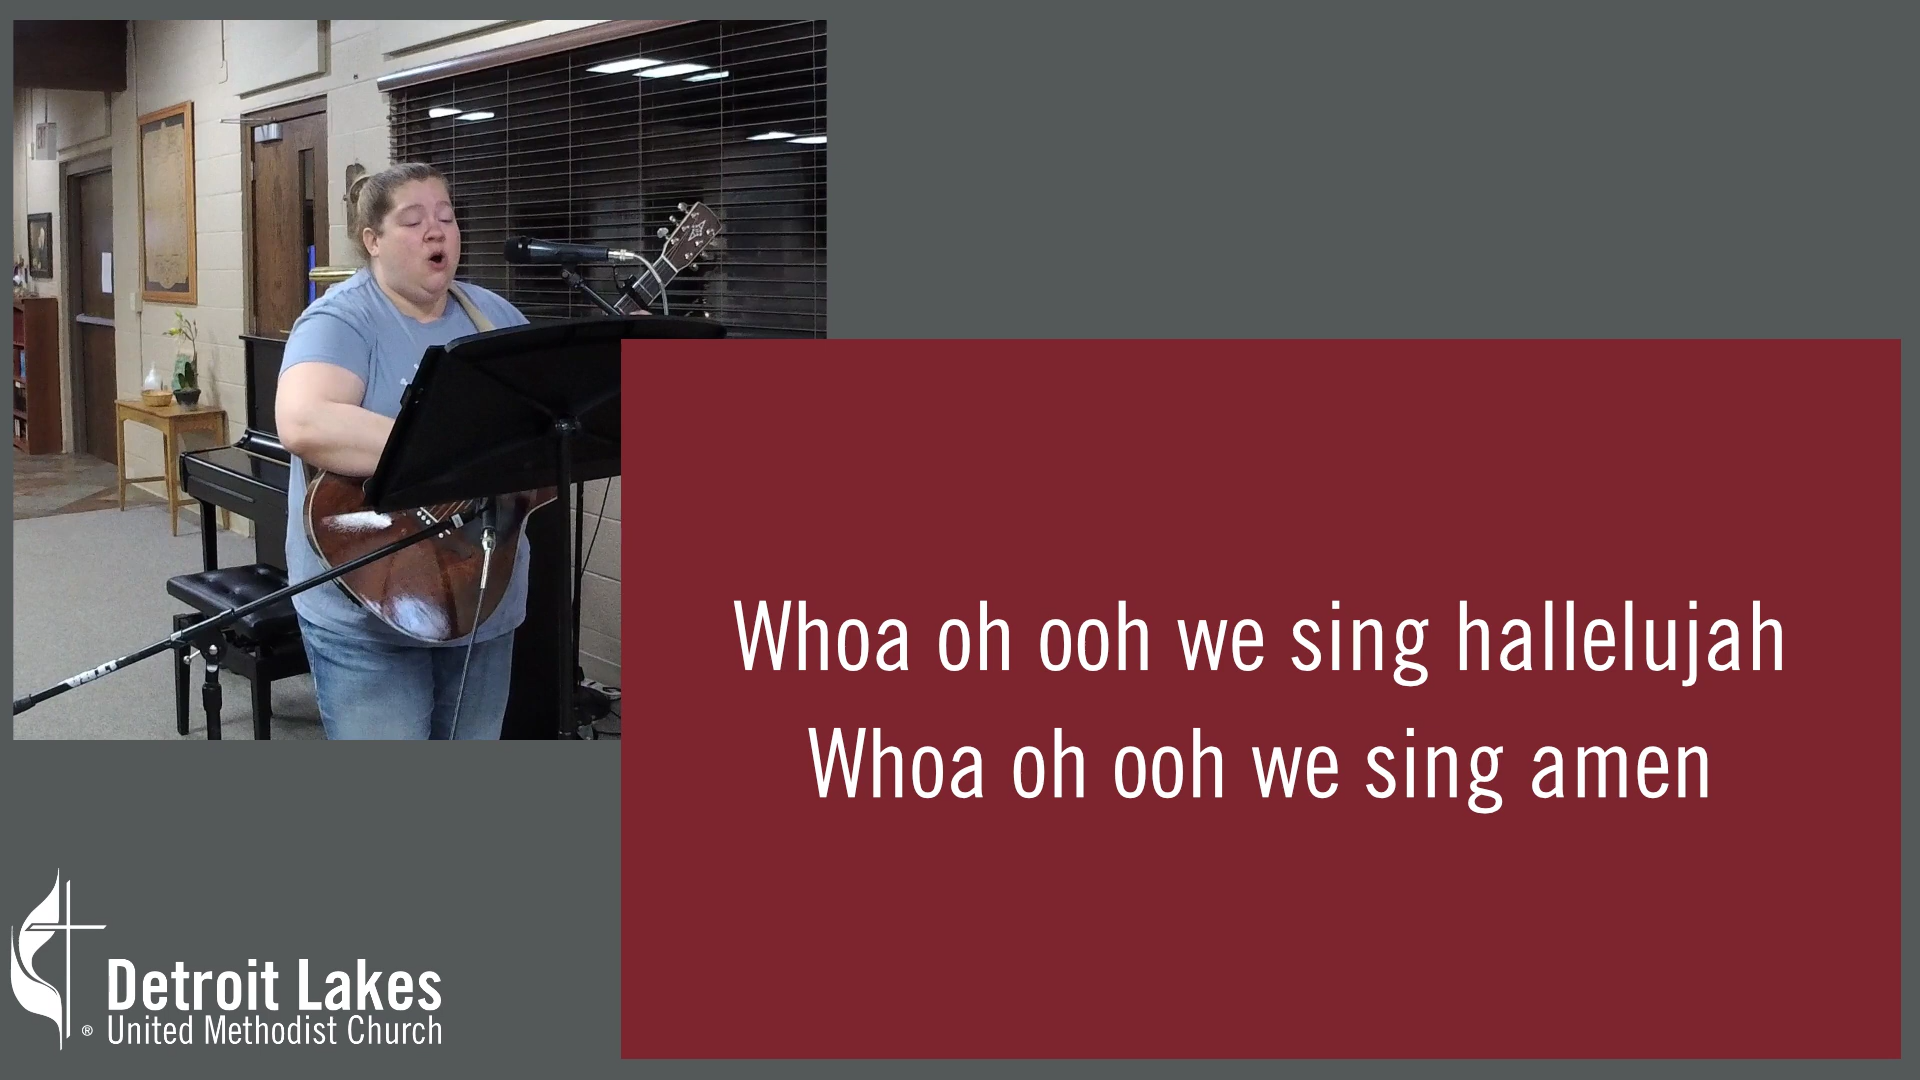 Whoa oh ooh we sing hallelujah
Whoa oh ooh we sing amen
Detroit Lakes
® United Methodist Church